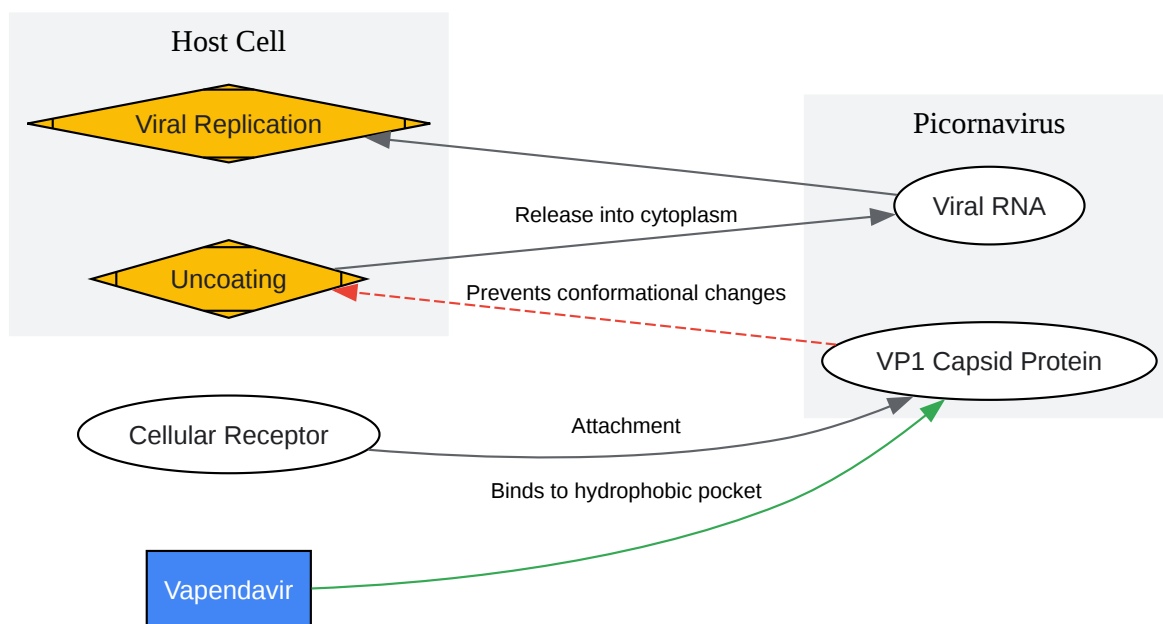 Host Cell
Viral Replication
Picornavirus
Viral RNA
Release into cytoplasm
Uncoating
Prevents conformational changes
VP1 Capsid Protein
Cellular Receptor
Attachment
Binds to hydrophobic pocket
Vapendavir